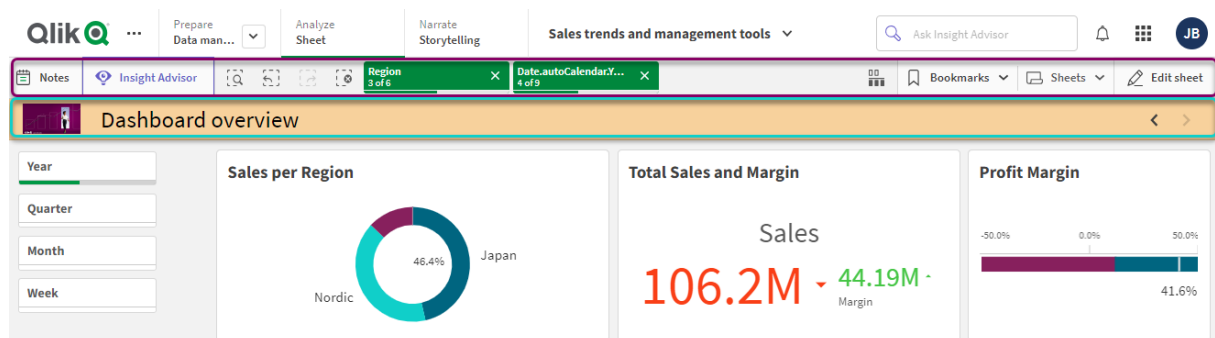 Qlik
Prepare
Data man...
Analyze
Sheet
Narrate
Storytelling
Sales trends and management tools
Ask Insight Advisor
JB
Notes
Insight Advisor
Region
3 of 6
Date.autoCalendar.Y...
4 of 9
Bookmarks
Sheets
Edit sheet
Dashboard overview
Year
Quarter
Month
Week
Sales per Region
46.4%
Japan
Nordic
Total Sales and Margin
Sales
106.2M
44.19M
Margin
Profit Margin
-50.0% 0.0% 50.0%
41.6%